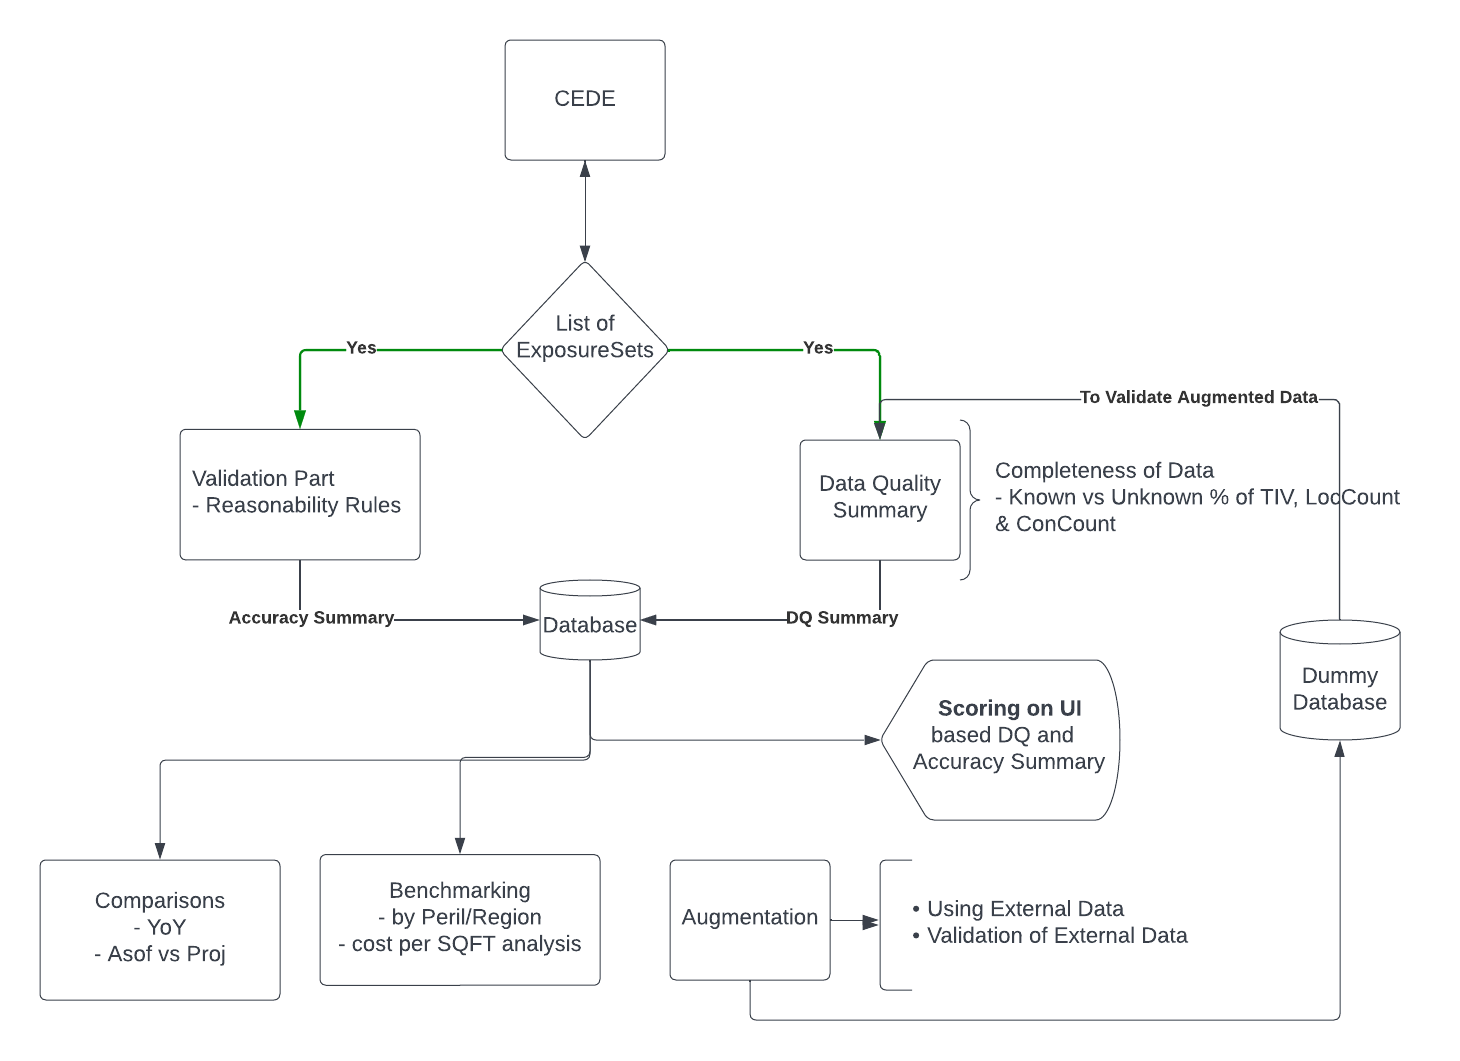 CEDE
List of
ExposureSets
Yes
Yes
To Validate Augmented Data
Validation Part
- Reasonability Rules
Data Quality
Summary
Completeness of Data
- Known vs Unknown % of TIV, LocCount
& ConCount
Accuracy Summary
Database
DQ Summary
Dummy
Database
Scoring on UI
based DQ and
Accuracy Summary
Comparisons
- YoY
- Asof vs Proj
Benchmarking
- by Peril/Region
- cost per SQFT analysis
Augmentation
• Using External Data
• Validation of External Data